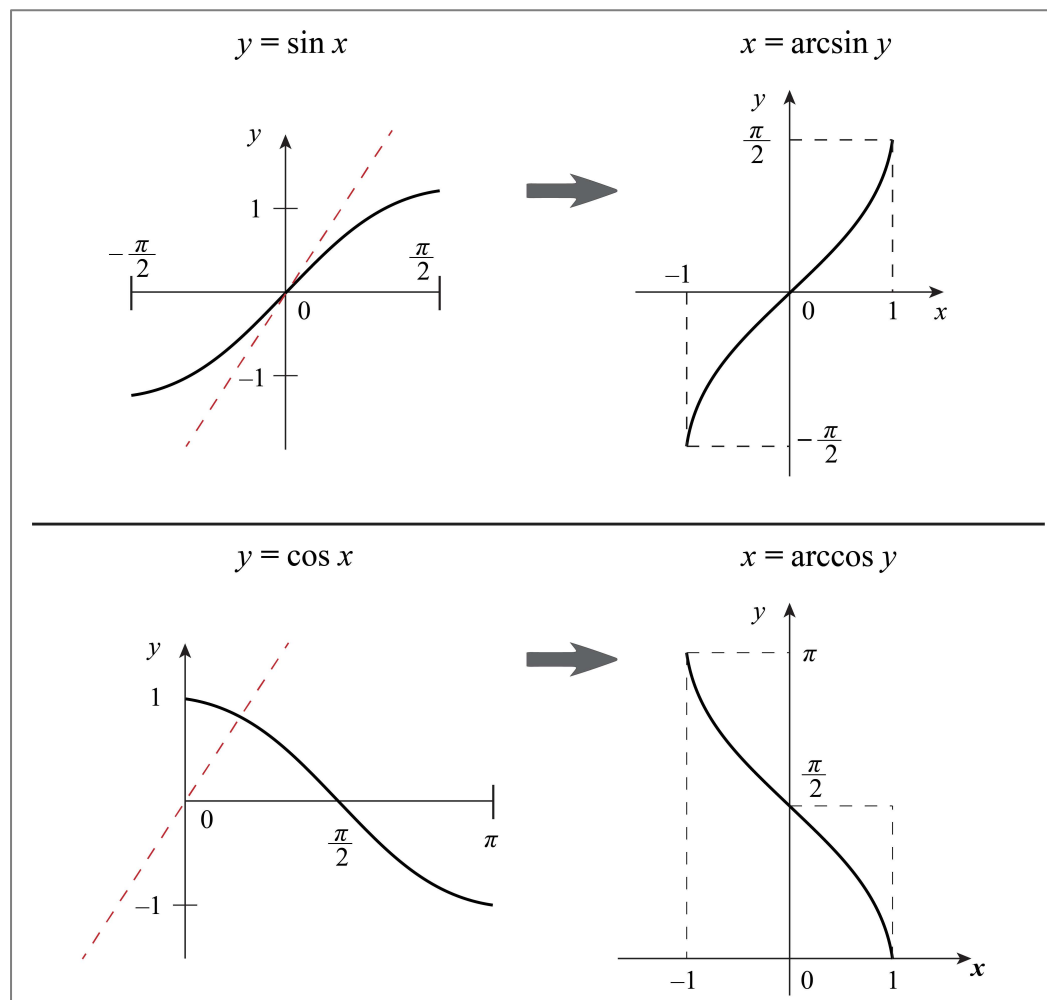 y = sin x
x = arcsin y
y
1
−π/2
π/2
0
–1
y
π/2
–1
0
1
x
−π/2
y = cos x
x = arccos y
y
1
0
π/2
π
–1
y
π
π/2
–1
0
1
x